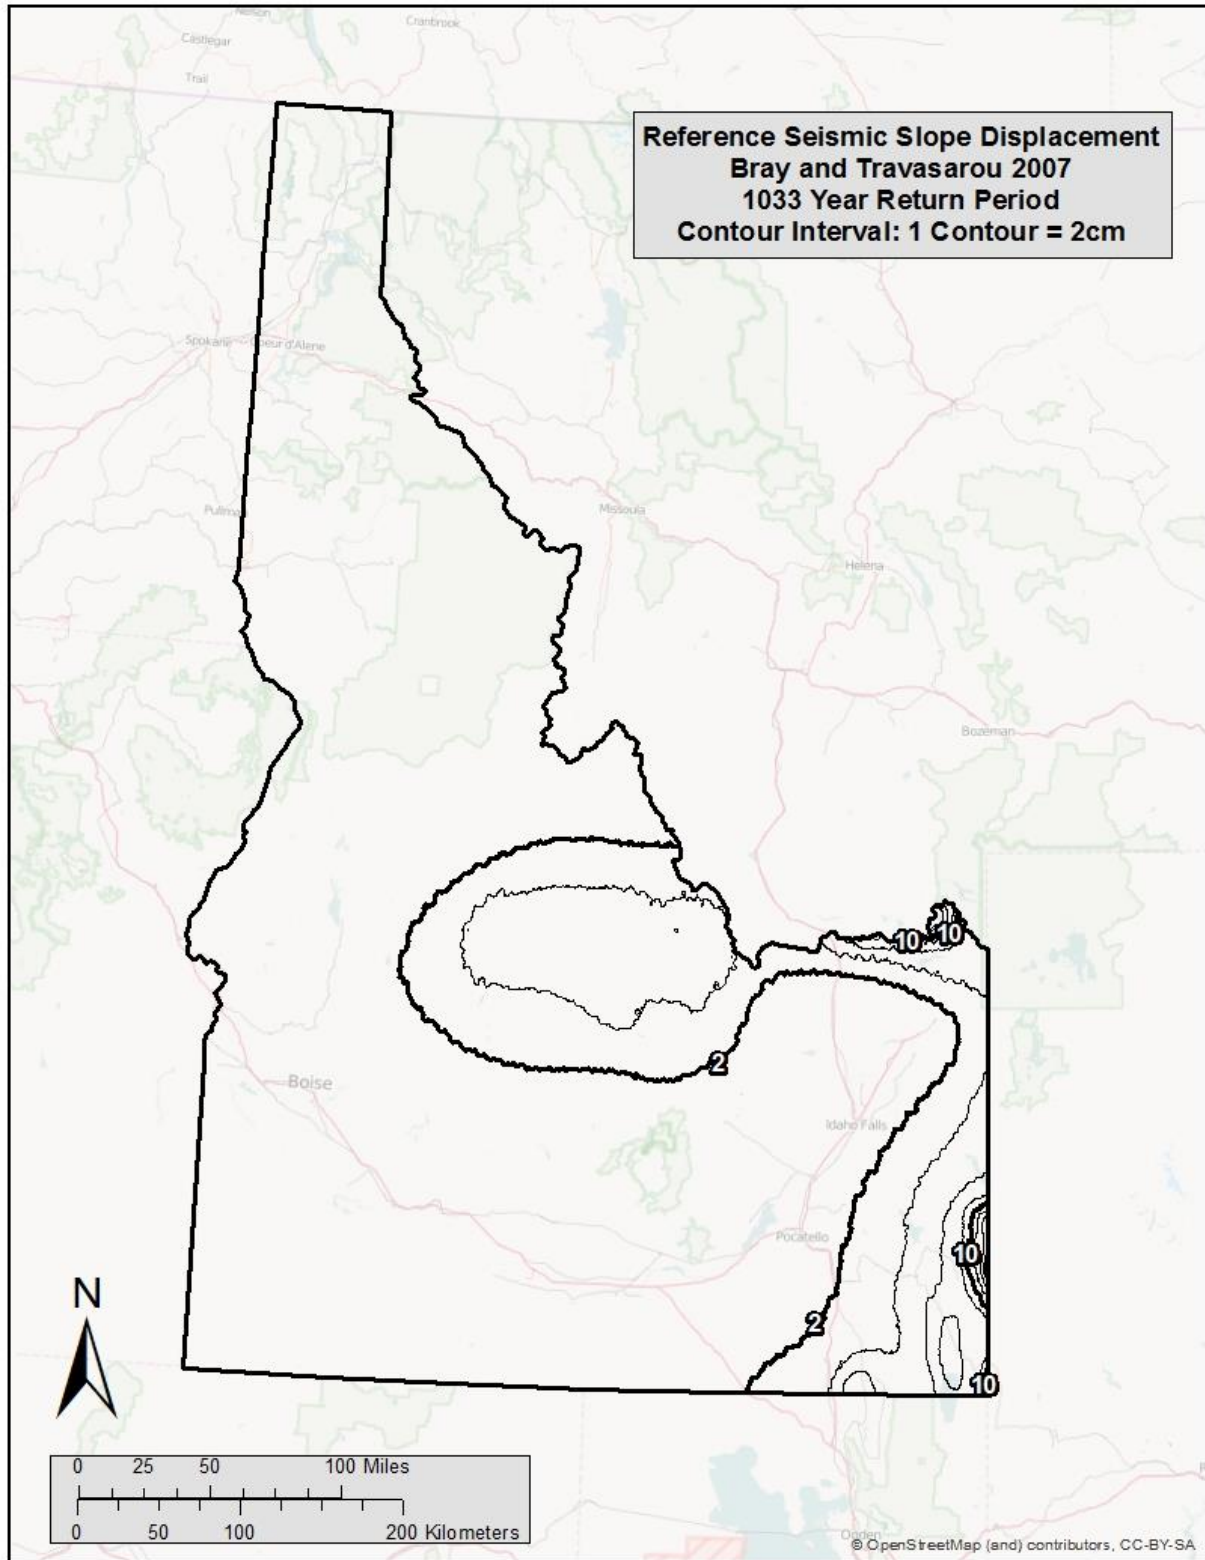 Nelson
Cranbrook
Castlegar
Trail
Reference Seismic Slope Displacement
Bray and Travasarou 2007
1033 Year Return Period
Contour Interval: 1 Contour = 2cm
Spokane
Coeur d'Alene
Pullma
Missoula
Helena
Bozeman
10
10
2
Boise
Idaho Falls
Pocatello
10
2
10
N
0 25 50 100 Miles
0 50 100 200 Kilometers
Ogden
© OpenStreetMap (and) contributors, CC-BY-SA